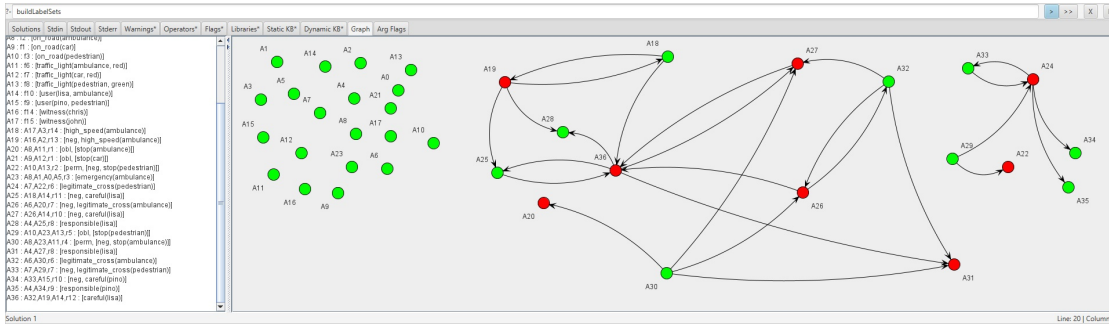 ?- buildLabelSets
> >> X
Solutions Stdin Stdout Stderr Warnings* Operators* Flags* Libraries* Static KB* Dynamic KB* Graph Arg Flags
A8 : f2 : [on_road(ambulance)]
A9 : f1 : [on_road(car)]
A10 : f3 : [on_road(pedestrian)]
A11 : f6 : [traffic_light(ambulance, red)]
A12 : f7 : [traffic_light(car, red)]
A13 : f8 : [traffic_light(pedestrian, green)]
A14 : f10 : [user(lisa, ambulance)]
A15 : f9 : [user(pino, pedestrian)]
A16 : f14 : [witness(chris)]
A17 : f15 : [witness(john)]
A18 : A17,A3,r14 : [high_speed(ambulance)]
A19 : A16,A2,r13 : [neg, high_speed(ambulance)]
A20 : A8,A11,r1 : [obl, [stop(ambulance)]]
A21 : A9,A12,r1 : [obl, [stop(car)]]
A22 : A10,A13,r2 : [perm, [neg, stop(pedestrian)]]
A23 : A8,A1,A0,A5,r3 : [emergency(ambulance)]
A24 : A7,A22,r6 : [legitimate_cross(pedestrian)]
A25 : A18,A14,r11 : [neg, careful(lisa)]
A26 : A6,A20,r7 : [neg, legitimate_cross(ambulance)]
A27 : A26,A14,r10 : [neg, careful(lisa)]
A28 : A4,A25,r8 : [responsible(lisa)]
A29 : A10,A23,A13,r5 : [obl, [stop(pedestrian)]]
A30 : A8,A23,A11,r4 : [perm, [neg, stop(ambulance)]]
A31 : A4,A27,r8 : [responsible(lisa)]
A32 : A6,A30,r6 : [legitimate_cross(ambulance)]
A33 : A7,A29,r7 : [neg, legitimate_cross(pedestrian)]
A34 : A33,A15,r10 : [neg, careful(pino)]
A35 : A4,A34,r9 : [responsible(pino)]
A36 : A32,A19,A14,r12 : [careful(lisa)]
A1
A14
A2
A13
A5
A0
A3
A4
A21
A7
A15
A8
A17
A10
A12
A23
A6
A11
A16
A9
A18
A19
A27
A32
A33
A24
A28
A25
A36
A29
A22
A34
A35
A20
A26
A30
A31
Solution 1
Line: 20 | Column